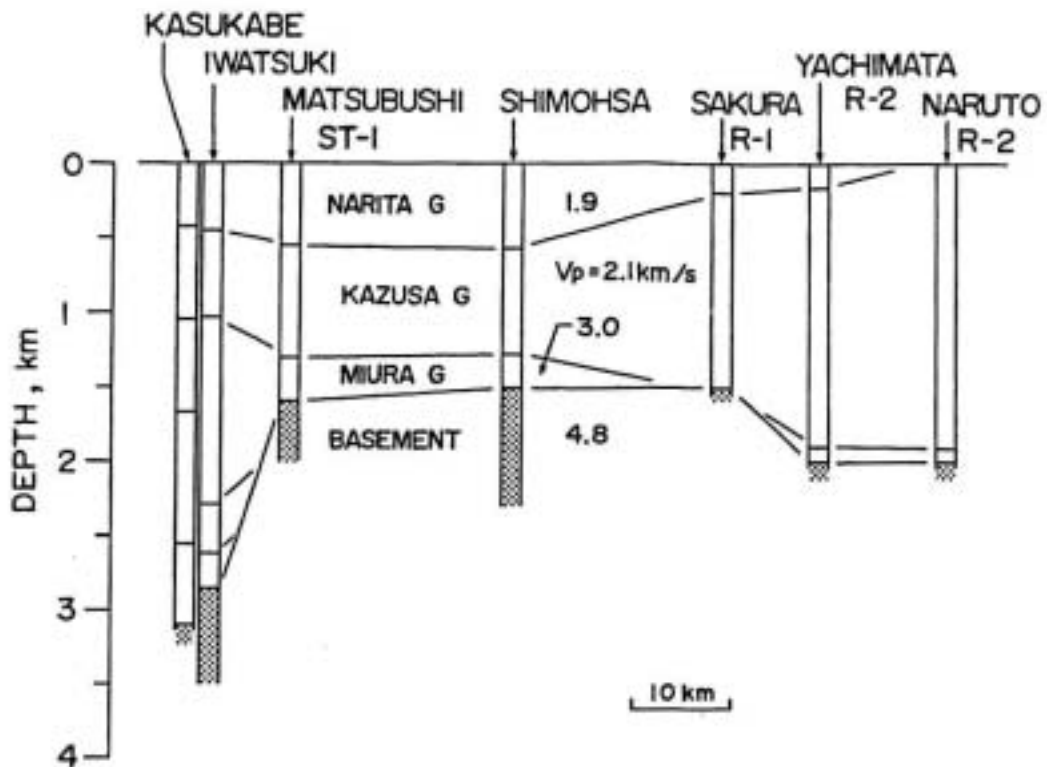 KASUKABE
IWATSUKI
MATSUBUSHI
ST-1
SHIMOHSA
SAKURA
R-1
YACHIMATA
R-2
NARUTO
R-2
0
NARITA G
1.9
Vp=2.1km/s
KAZUSA G
1
3.0
MIURA G
BASEMENT
4.8
2
DEPTH, km
3
10 km
4